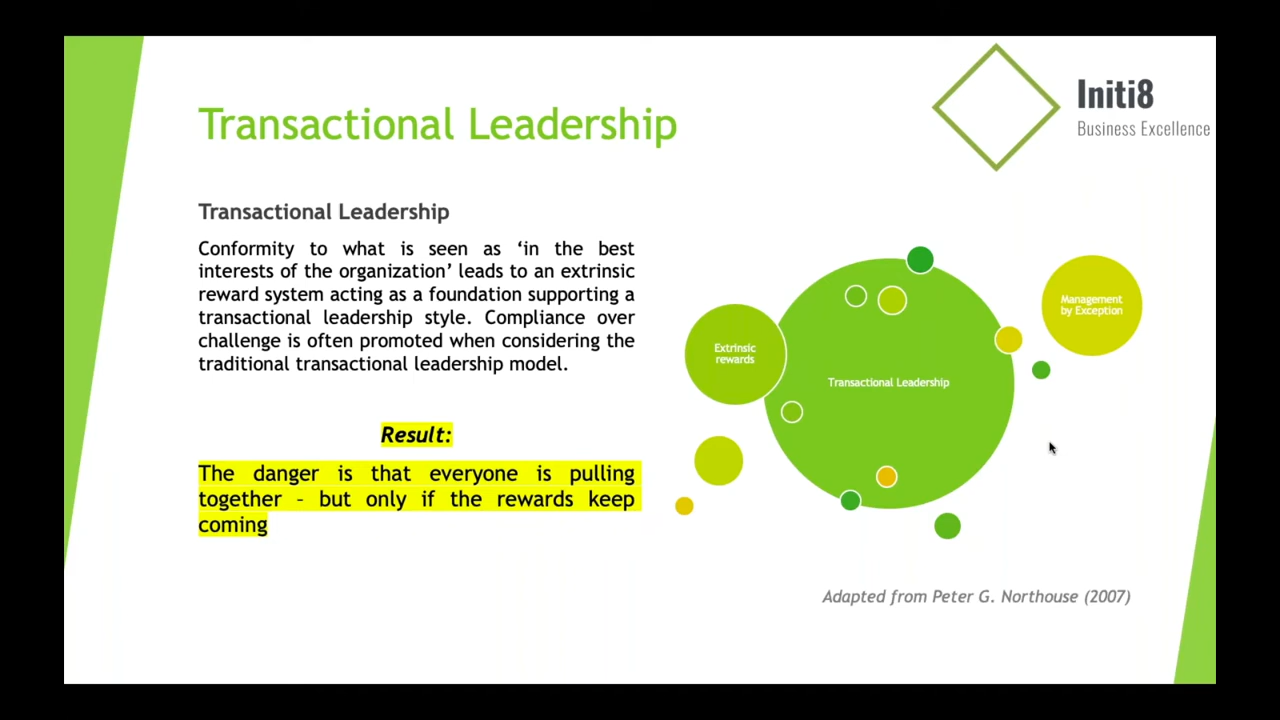 Initi8
Business Excellence
Transactional Leadership
Transactional Leadership
Conformity to what is seen as ‘in the best
interests of the organization’ leads to an extrinsic
reward system acting as a foundation supporting a
transactional leadership style. Compliance over
challenge is often promoted when considering the
traditional transactional leadership model.
Result:
The danger is that everyone is pulling
together – but only if the rewards keep
coming
Extrinsic
rewards
Transactional Leadership
Management
by Exception
Adapted from Peter G. Northouse (2007)